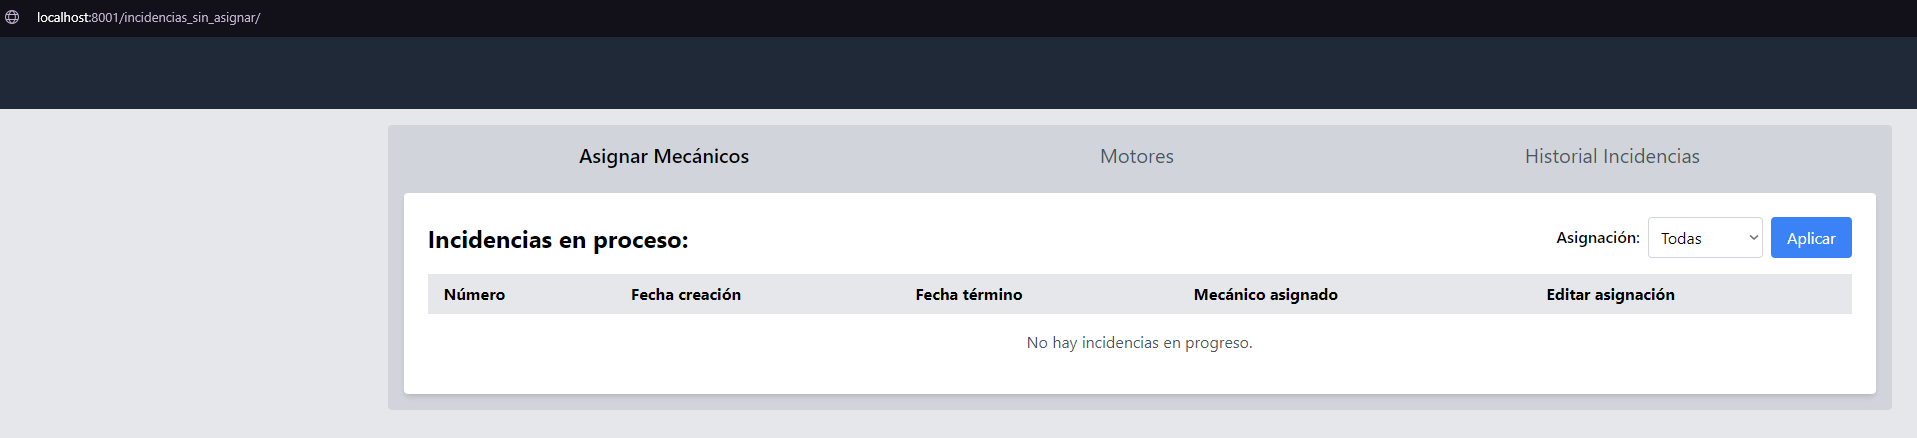 localhost:8001/incidencias_sin_asignar/
Asignar Mecánicos Motores Historial Incidencias
Incidencias en proceso: Asignación: Todas Aplicar
Número Fecha creación Fecha término Mecánico asignado Editar asignación
No hay incidencias en progreso.